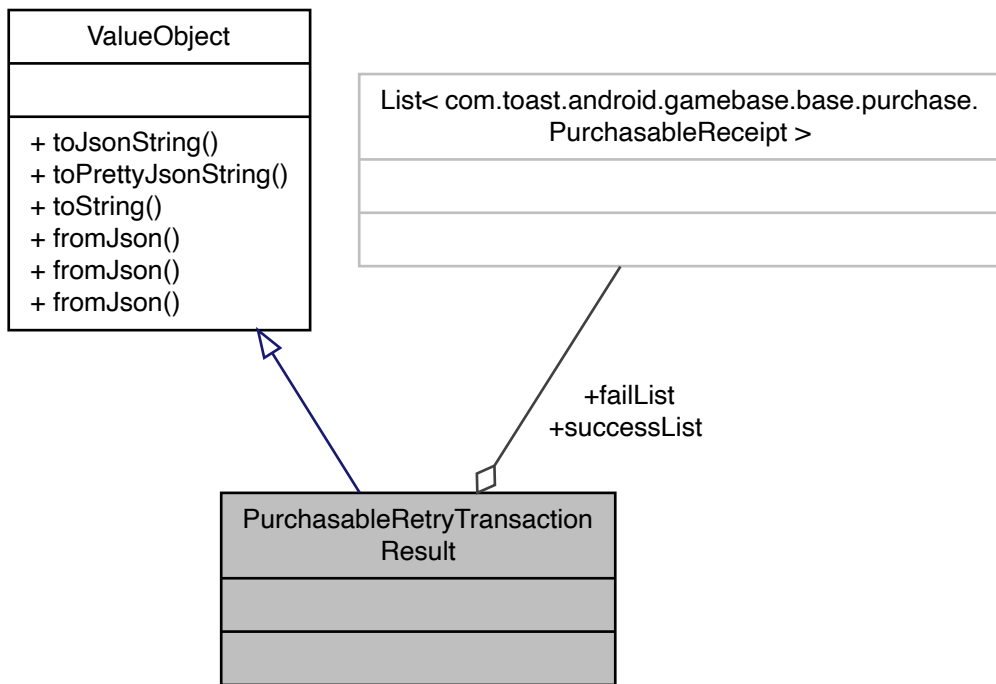 ValueObject
+ toJsonString()
+ toPrettyJsonString()
+ toString()
+ fromJson()
+ fromJson()
+ fromJson()
List< com.toast.android.gamebase.base.purchase.
PurchasableReceipt >
+failList
+successList
PurchasableRetryTransaction
Result